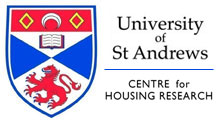 University
of
St Andrews
CENTRE for
HOUSING RESEARCH